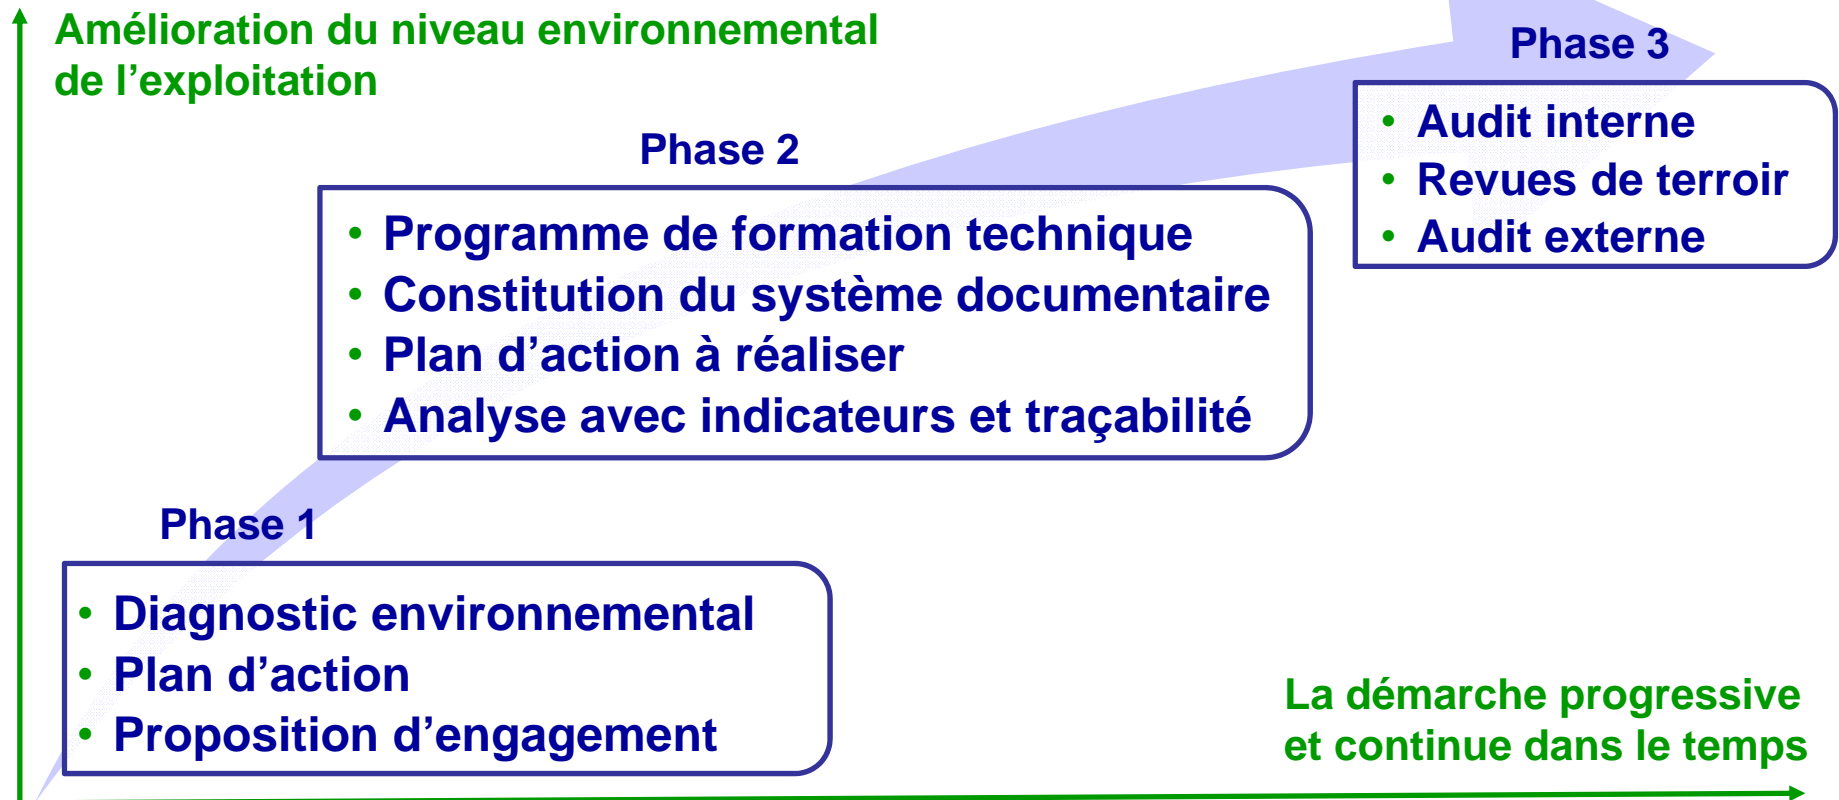 Amélioration du niveau environnemental
de l’exploitation
Phase 3
• Audit interne
• Revues de terroir
• Audit externe
Phase 2
• Programme de formation technique
• Constitution du système documentaire
• Plan d’action à réaliser
• Analyse avec indicateurs et traçabilité
Phase 1
• Diagnostic environnemental
• Plan d’action
• Proposition d’engagement
La démarche progressive
et continue dans le temps